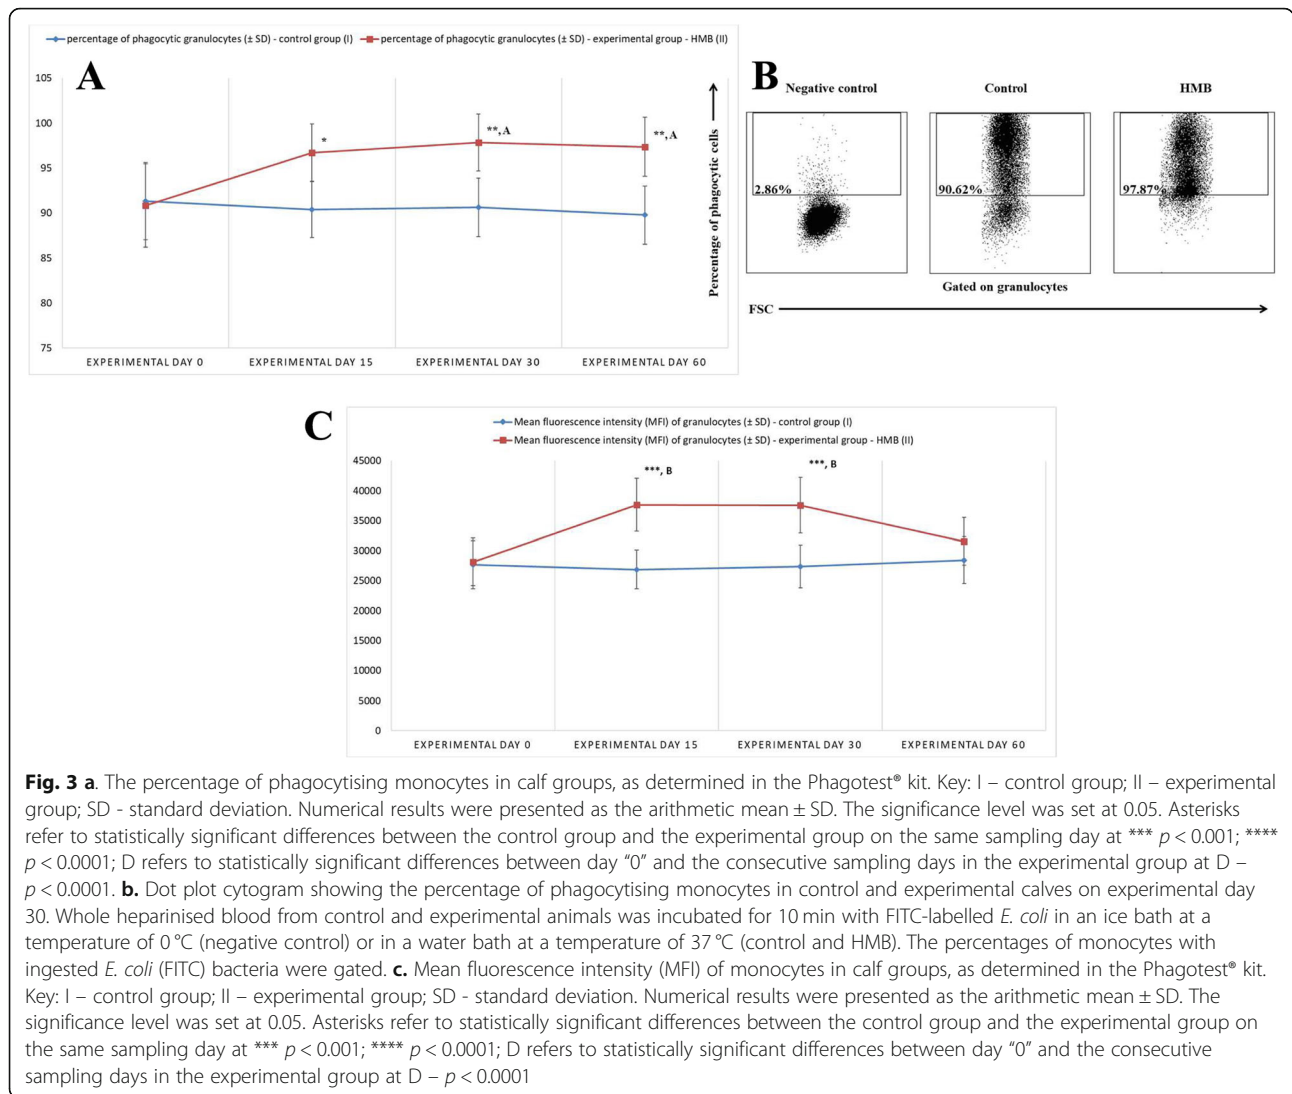 percentage of phagocytic granulocytes (± SD) - control group (I) percentage of phagocytic granulocytes (± SD) - experimental group - HMB (II)
A
105
100
95
90
85
80
75
*
**, A
**, A
EXPERIMENTAL DAY 0 EXPERIMENTAL DAY 15 EXPERIMENTAL DAY 30 EXPERIMENTAL DAY 60
B
Percentage of phagocytic cells
Negative control Control HMB
2.86% 90.62% 97.87%
Gated on granulocytes
FSC
C
Mean fluorescence intensity (MFI) of granulocytes (± SD) - control group (I)
Mean fluorescence intensity (MFI) of granulocytes (± SD) - experimental group - HMB (II)
45000
40000
35000
30000
25000
20000
15000
10000
5000
0
***, B
***, B
EXPERIMENTAL DAY 0 EXPERIMENTAL DAY 15 EXPERIMENTAL DAY 30 EXPERIMENTAL DAY 60
Fig. 3 a. The percentage of phagocytising monocytes in calf groups, as determined in the Phagotest® kit. Key: I – control group; II – experimental
group; SD - standard deviation. Numerical results were presented as the arithmetic mean ± SD. The significance level was set at 0.05. Asterisks
refer to statistically significant differences between the control group and the experimental group on the same sampling day at *** p < 0.001; ****
p < 0.0001; D refers to statistically significant differences between day “0” and the consecutive sampling days in the experimental group at D –
p < 0.0001. b. Dot plot cytogram showing the percentage of phagocytising monocytes in control and experimental calves on experimental day
30. Whole heparinised blood from control and experimental animals was incubated for 10 min with FITC-labelled E. coli in an ice bath at a
temperature of 0 °C (negative control) or in a water bath at a temperature of 37 °C (control and HMB). The percentages of monocytes with
ingested E. coli (FITC) bacteria were gated. c. Mean fluorescence intensity (MFI) of monocytes in calf groups, as determined in the Phagotest® kit.
Key: I – control group; II – experimental group; SD - standard deviation. Numerical results were presented as the arithmetic mean ± SD. The
significance level was set at 0.05. Asterisks refer to statistically significant differences between the control group and the experimental group on
the same sampling day at *** p < 0.001; **** p < 0.0001; D refers to statistically significant differences between day “0” and the consecutive
sampling days in the experimental group at D – p < 0.0001